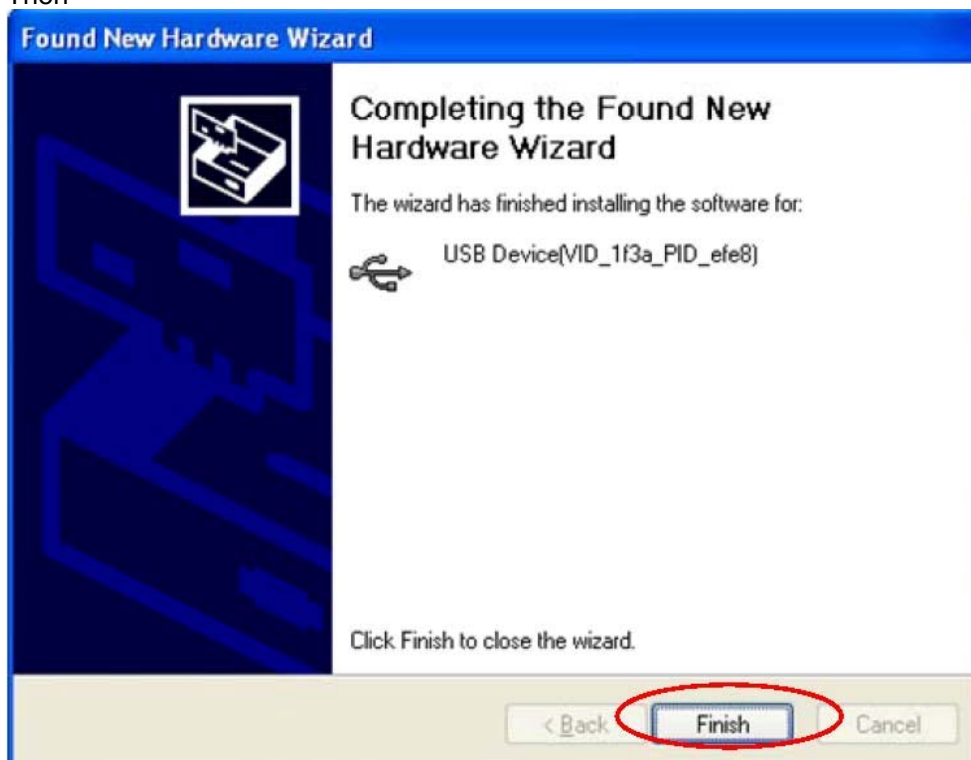 Then
Found New Hardware Wizard
Completing the Found New
Hardware Wizard
The wizard has finished installing the software for:
USB Device(VID_1f3a_PID_efe8)
Click Finish to close the wizard.
< Back
Finish
Cancel